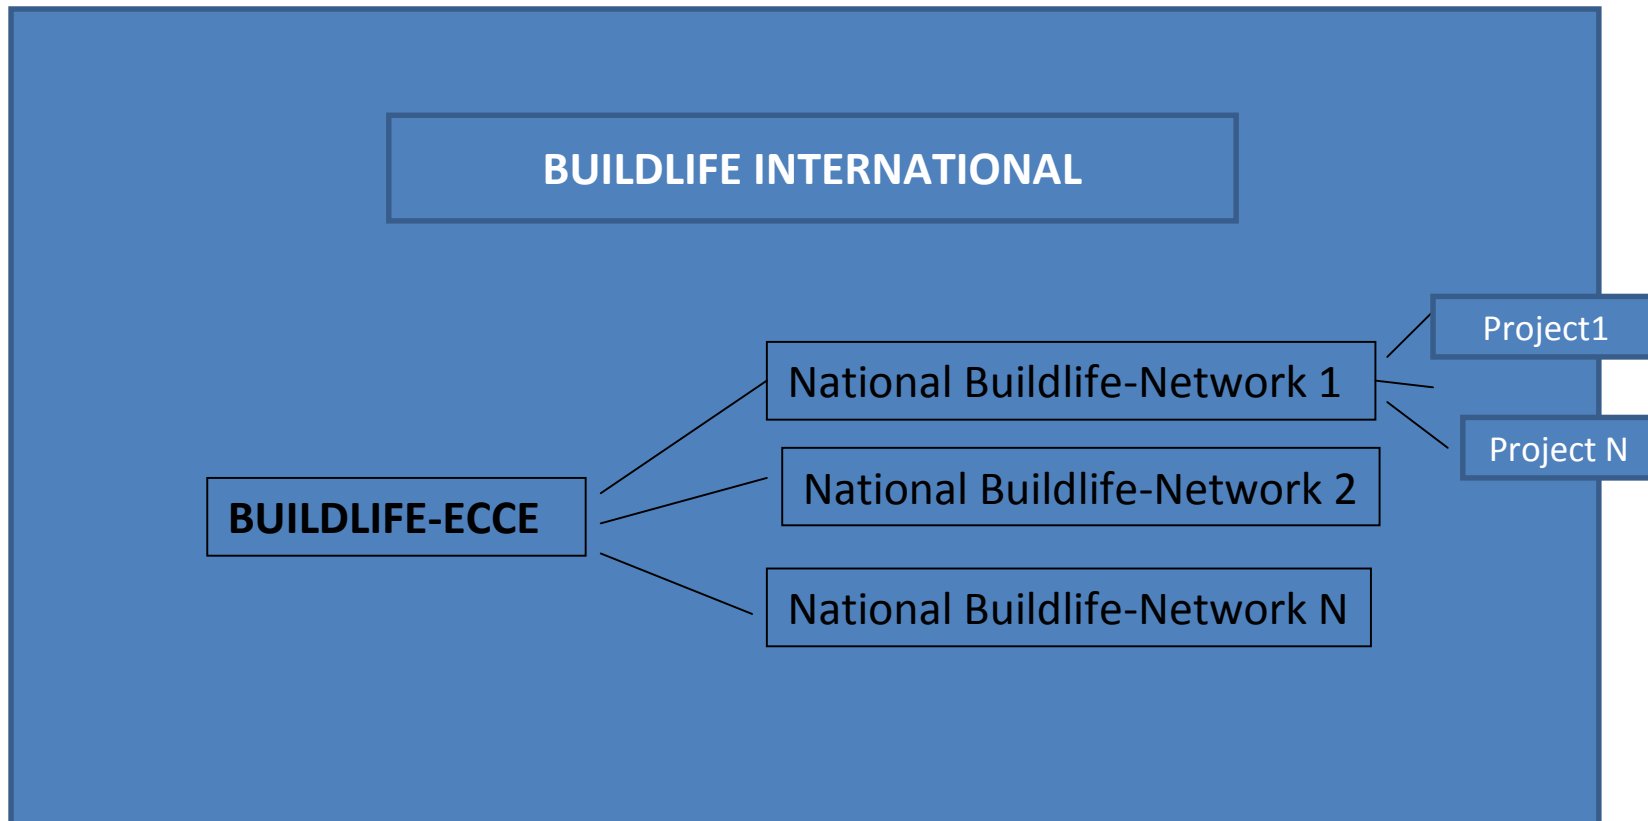 BUILDLIFE INTERNATIONAL
Project1
National Buildlife-Network 1
Project N
National Buildlife-Network 2
BUILDLIFE-ECCE
National Buildlife-Network N